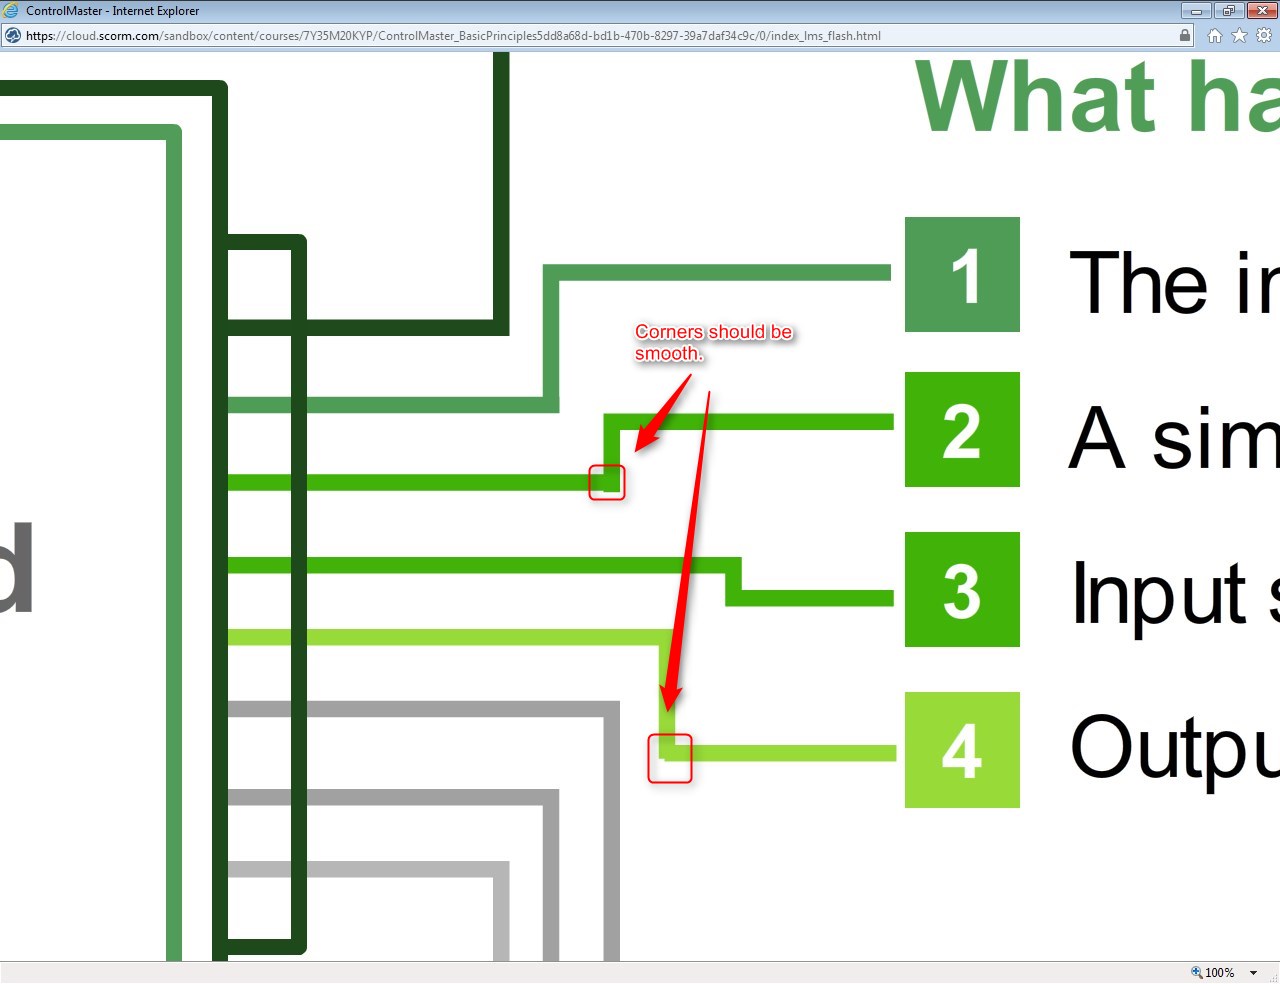 ControlMaster - Internet Explorer
https://cloud.scorm.com/sandbox/content/courses/7Y35M20KYP/ControlMaster_BasicPrinciples5dd8a68d-bd1b-470b-8297-39a7daf34c9c/0/index_lms_flash.html
What ha
1
The in
Corners should be
smooth.
2
A sim
d
3
Input s
4
Outpu
100%